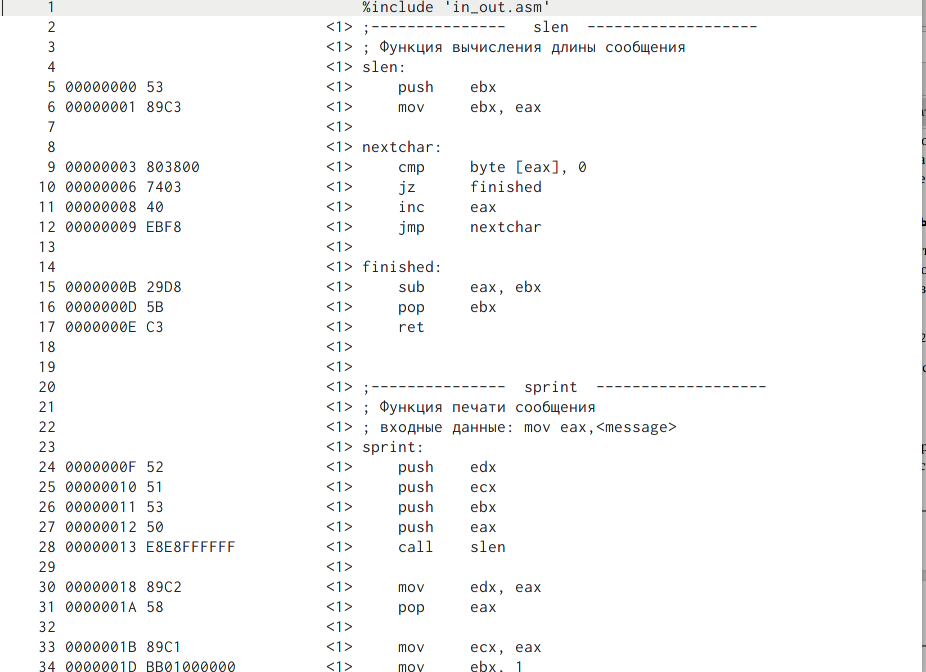 1 %include 'in_out.asm'
2 <1> ;--------------- slen -------------------
3 <1> ; Функция вычисления длины сообщения
4 <1> slen:
5 00000000 53 <1> push ebx
6 00000001 89C3 <1> mov ebx, eax
7 <1>
8 <1> nextchar:
9 00000003 803800 <1> cmp byte [eax], 0
10 00000006 7403 <1> jz finished
11 00000008 40 <1> inc eax
12 00000009 EBF8 <1> jmp nextchar
13 <1>
14 <1> finished:
15 0000000B 29D8 <1> sub eax, ebx
16 0000000D 5B <1> pop ebx
17 0000000E C3 <1> ret
18 <1>
19 <1>
20 <1> ;--------------- sprint -------------------
21 <1> ; Функция печати сообщения
22 <1> ; входные данные: mov eax,<message>
23 <1> sprint:
24 0000000F 52 <1> push edx
25 00000010 51 <1> push ecx
26 00000011 53 <1> push ebx
27 00000012 50 <1> push eax
28 00000013 E8E8FFFFFF <1> call slen
29 <1>
30 00000018 89C2 <1> mov edx, eax
31 0000001A 58 <1> pop eax
32 <1>
33 0000001B 89C1 <1> mov ecx, eax
34 0000001D BB01000000 <1> mov ebx, 1